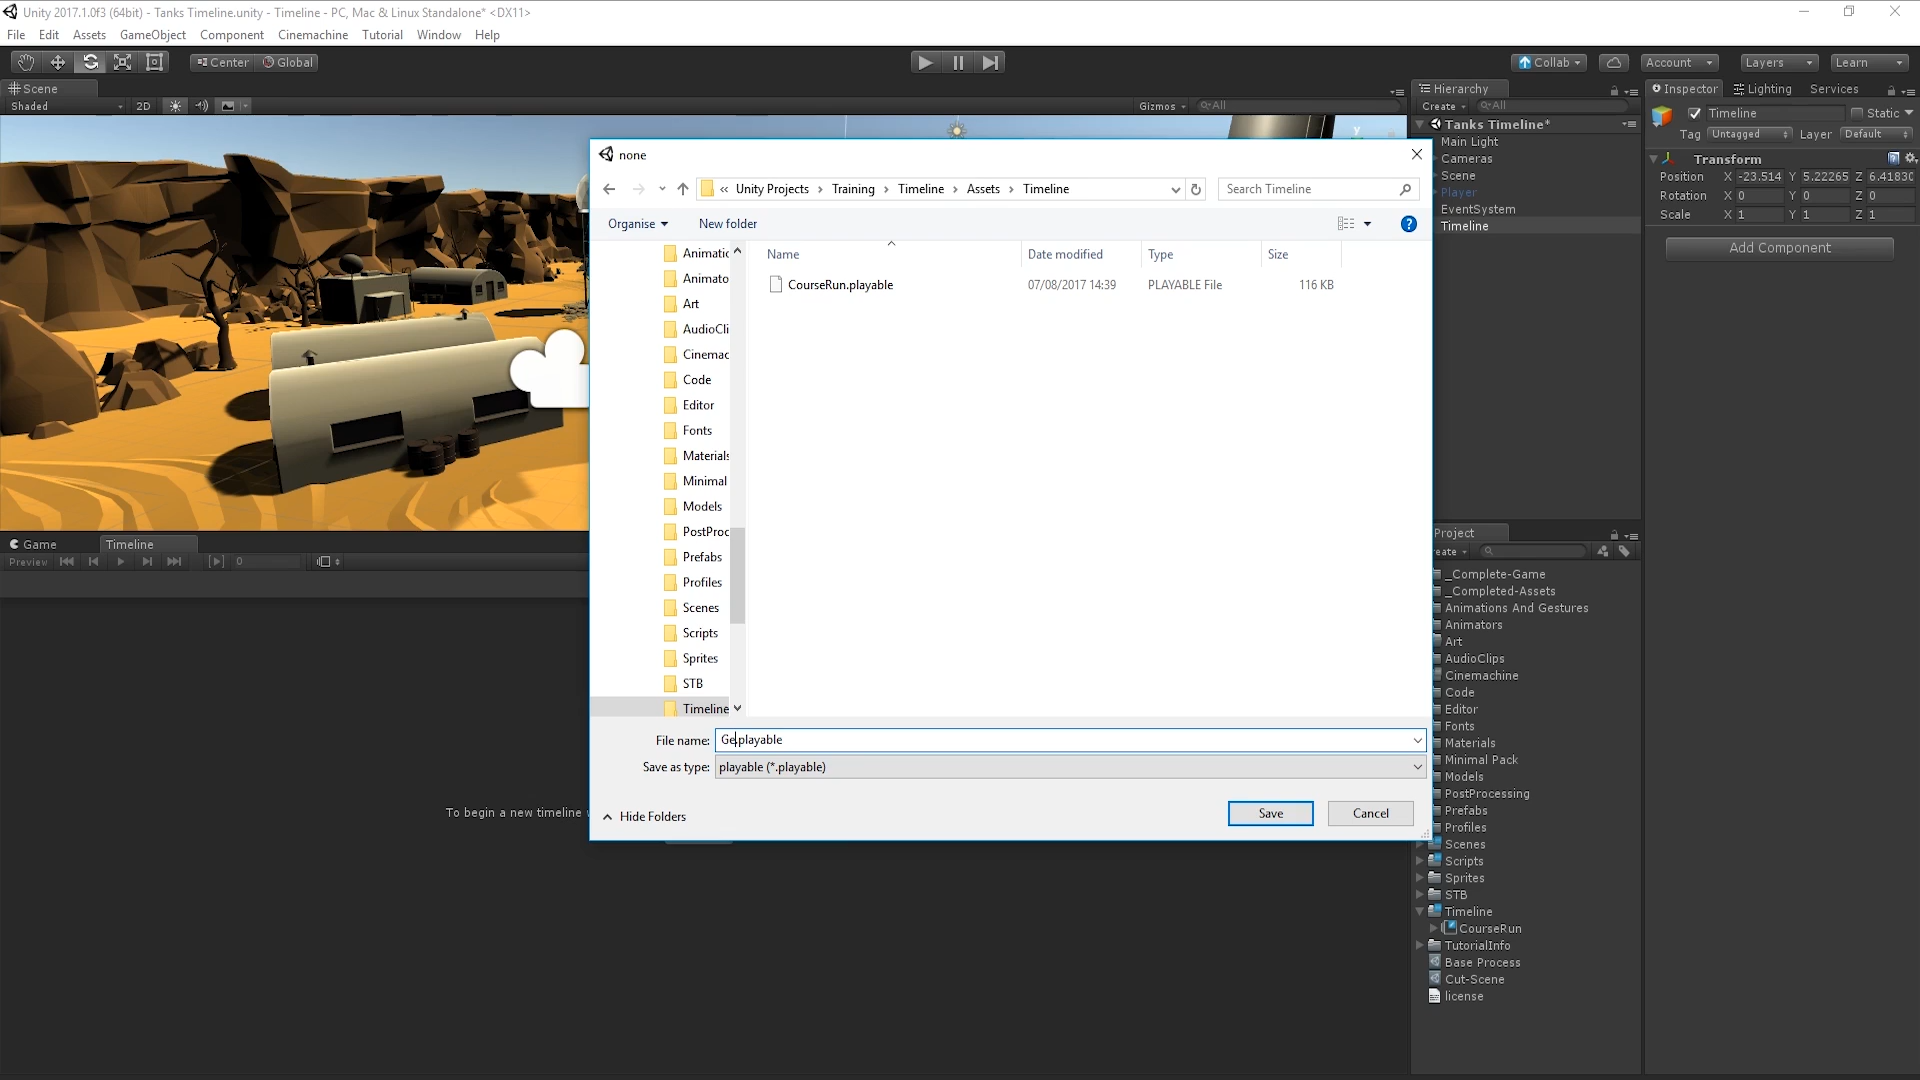 Unity 2017.1.0f3 (64bit) - Tanks Timeline.unity - Timeline - PC, Mac & Linux Standalone* <DX11>
File Edit Assets GameObject Component Cinemachine Tutorial Window Help
Center Global Collab Account Layers Learn
Scene
Shaded 2D Gizmos All
Hierarchy
Create All
Tanks Timeline*
Main Light
Cameras
Scene
Player
EventSystem
Timeline
Inspector Lighting Services
Timeline Static
Tag Untagged Layer Default
Transform
Position X -23.514 Y 5.22265 Z 6.4183
Rotation X 0 Y 0 Z 0
Scale X 1 Y 1 Z 1
Add Component
none
« Unity Projects > Training > Timeline > Assets > Timeline
Search Timeline
Organise New folder
Name Date modified Type Size
CourseRun.playable 07/08/2017 14:39 PLAYABLE File 116 KB
Animatic
Animato
Art
AudioCli
Cinemac
Code
Editor
Fonts
Materials
Minimal
Models
PostProc
Prefabs
Profiles
Scenes
Scripts
Sprites
STB
Timeline
File name: Ge.playable
Save as type: playable (*.playable)
Hide Folders
Save Cancel
Game Timeline
Preview 0
To begin a new timeline
Project
reate
_Complete-Game
_Completed-Assets
Animations And Gestures
Animators
Art
AudioClips
Cinemachine
Code
Editor
Fonts
Materials
Minimal Pack
Models
PostProcessing
Prefabs
Profiles
Scenes
Scripts
Sprites
STB
Timeline
CourseRun
TutorialInfo
Base Process
Cut-Scene
license